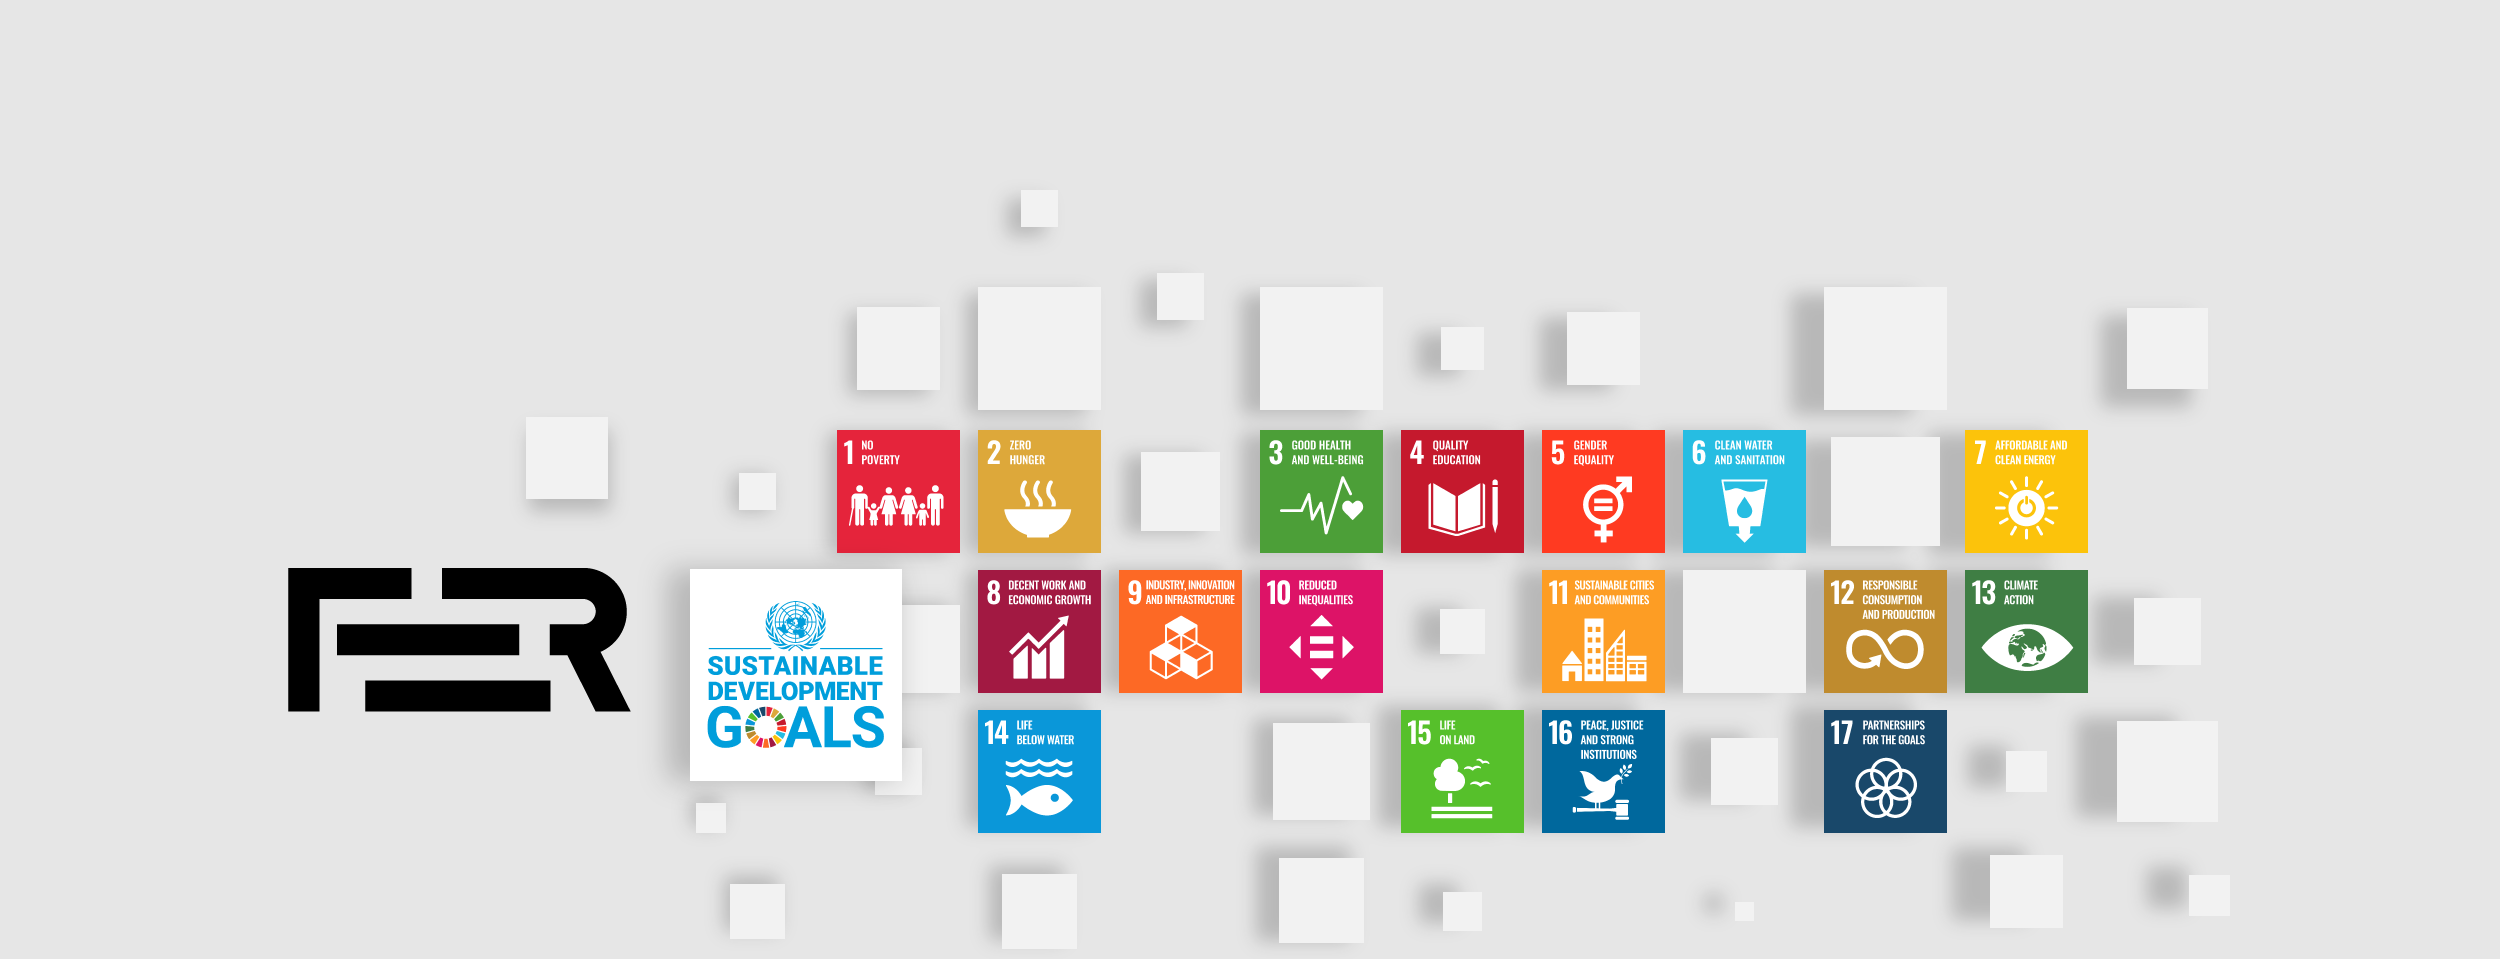 1 NO
POVERTY
2 ZERO
HUNGER
3 GOOD HEALTH
AND WELL-BEING
4 QUALITY
EDUCATION
5 GENDER
EQUALITY
6 CLEAN WATER
AND SANITATION
7 AFFORDABLE AND
CLEAN ENERGY
FER
SUSTAINABLE
DEVELOPMENT
GOALS
8 DECENT WORK AND
ECONOMIC GROWTH
9 INDUSTRY, INNOVATION
AND INFRASTRUCTURE
10 REDUCED
INEQUALITIES
11 SUSTAINABLE CITIES
AND COMMUNITIES
12 RESPONSIBLE
CONSUMPTION
AND PRODUCTION
13 CLIMATE
ACTION
14 LIFE
BELOW WATER
15 LIFE
ON LAND
16 PEACE, JUSTICE
AND STRONG
INSTITUTIONS
17 PARTNERSHIPS
FOR THE GOALS